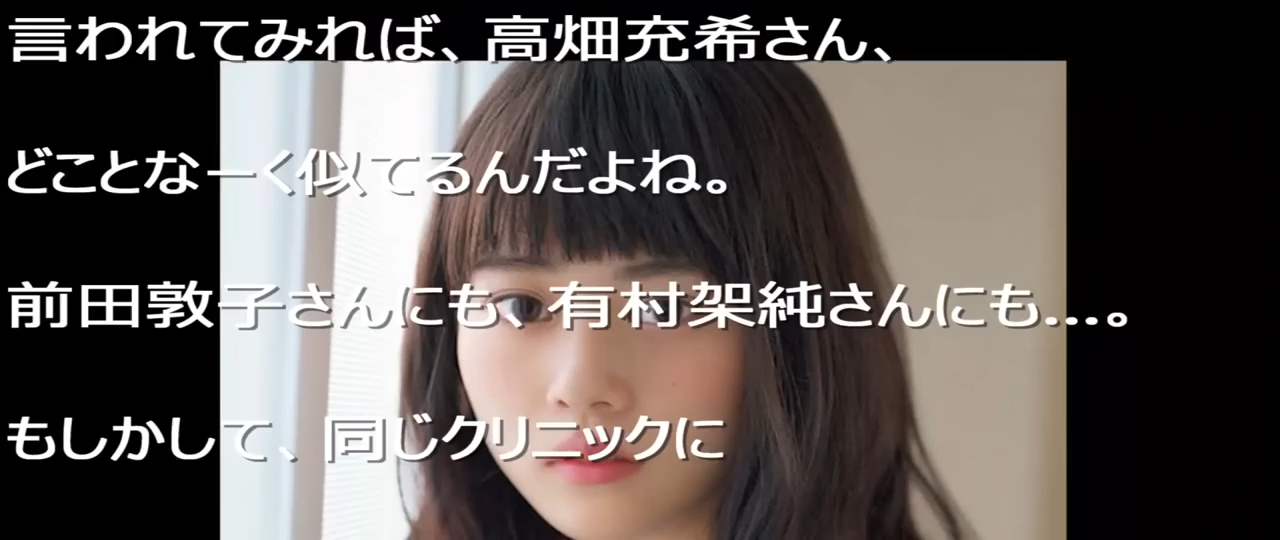 言われてみれば、高畑充希さん、
どことなーく似てるんだよね。
前田敦子さんにも、有村架純さんにも…。
もしかして、同じクリニックに